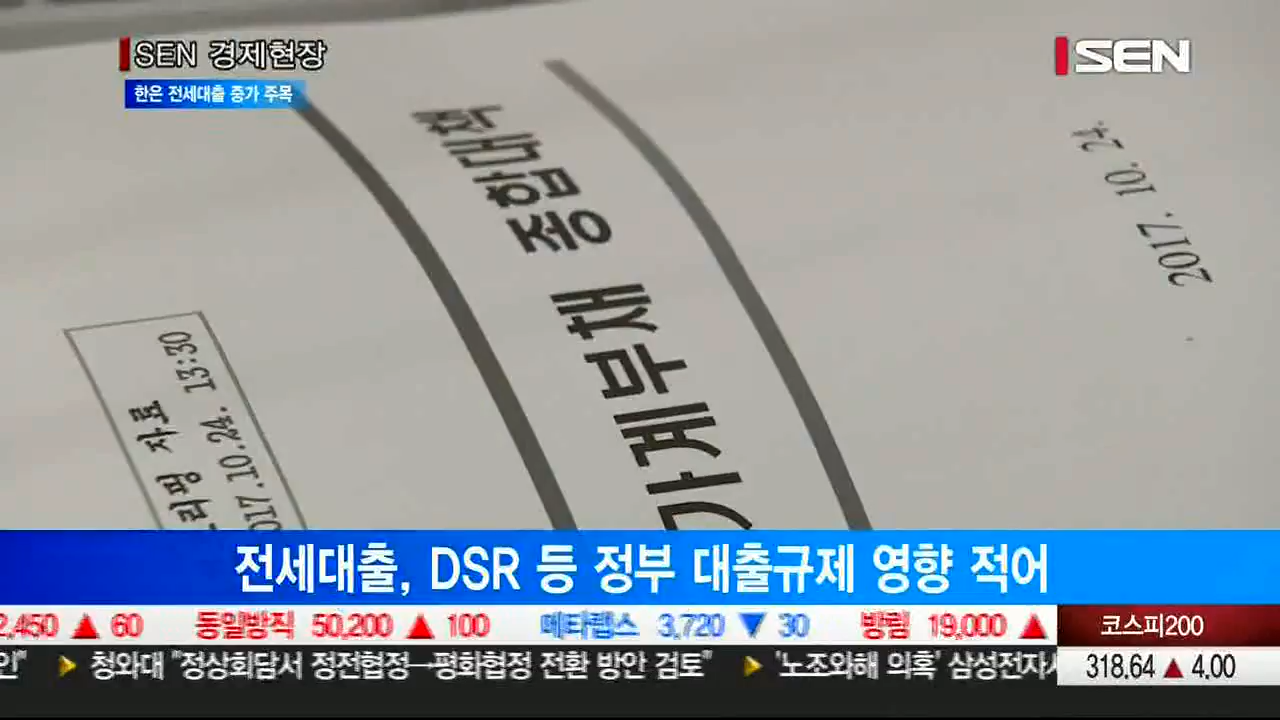 SEN 경제현장
SEN
한은 전세대출 증가 주목
2017. 10. 24.
가계부채 종합대책
브리핑 자료
2017.10.24. 13:30
전세대출, DSR 등 정부 대출규제 영향 적어
2,450 ▲ 60 동일방직 50,200 ▲ 100 메타랩스 3,720 ▼ 30 방림 19,000 ▲
코스피200
인" ▶ 청와대 "정상회담서 정전협정→평화협정 전환 방안 검토" ▶ '노조와해 의혹' 삼성전자서
318.64 ▲ 4.00